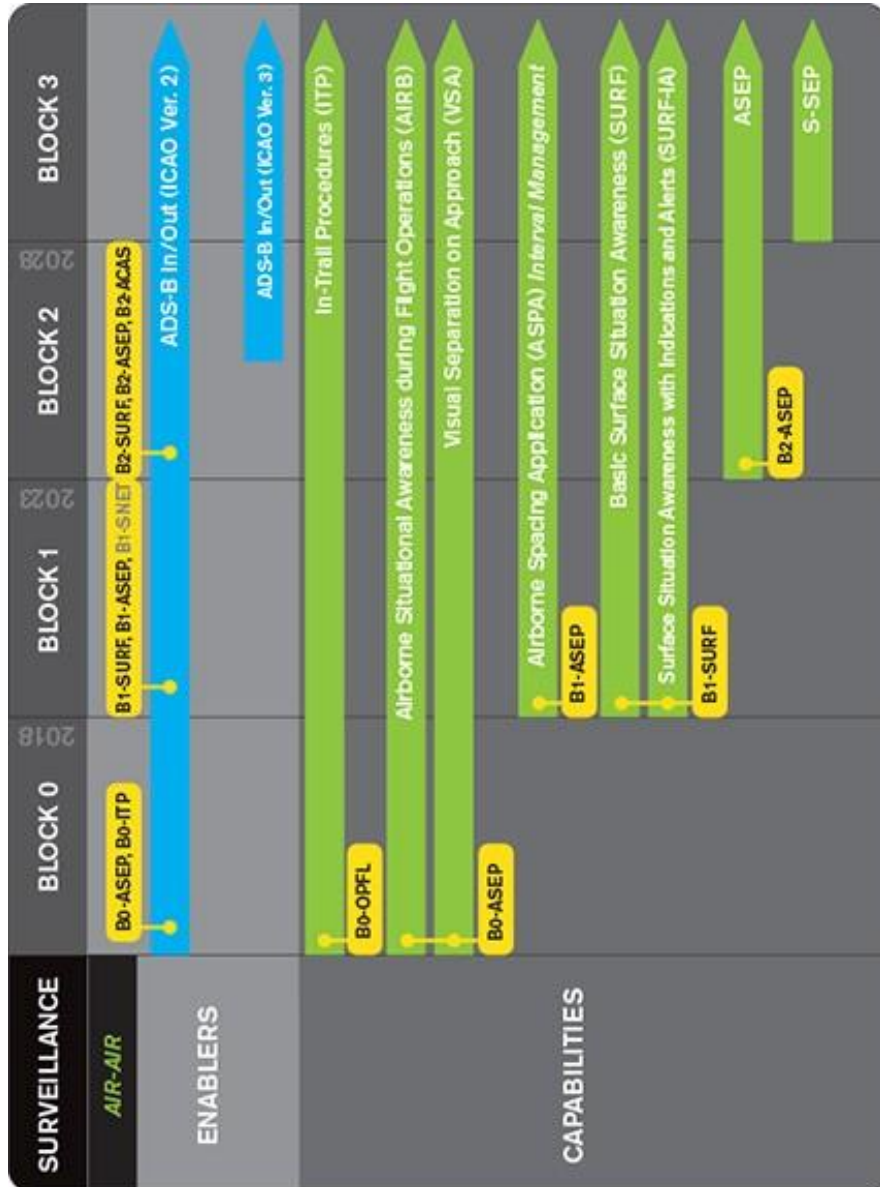 SURVEILLANCE
BLOCK 0
2018
BLOCK 1
2023
BLOCK 2
2028
BLOCK 3
AIR-AIR
B0-ASEP, B0-ITP
B1-SURF, B1-ASEP, B1-SNET
B2-SURF, B2-ASEP, B2-ACAS
ENABLERS
ADS-B In/Out (ICAO Ver. 2)
ADS-B In/Out (ICAO Ver. 3)
CAPABILITIES
In-Trail Procedures (ITP)
B0-OPFL
Airborne Situational Awareness during Flight Operations (AIRB)
Visual Separation on Approach (VSA)
B0-ASEP
Airborne Spacing Application (ASPA) Interval Management
B1-ASEP
Basic Surface Situation Awareness (SURF)
Surface Situation Awareness with Indications and Alerts (SURF-IA)
B1-SURF
ASEP
B2-ASEP
S-SEP